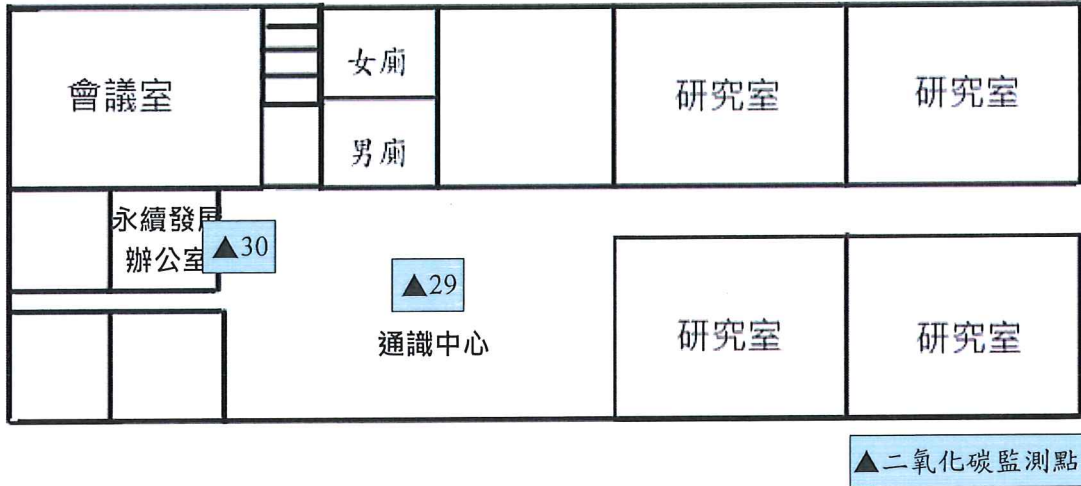 會議室
女廁
男廁
研究室
研究室
永續發展
辦公室
▲30
▲29
通識中心
研究室
研究室
▲二氧化碳監測點